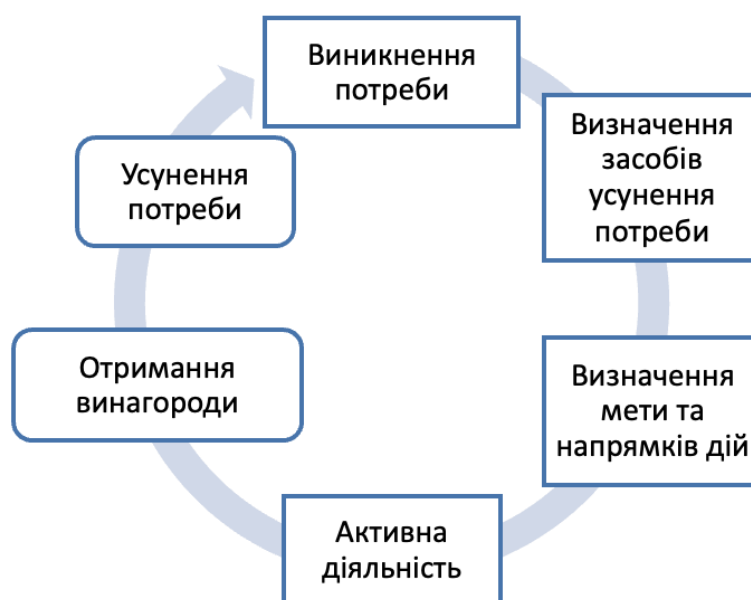 Виникнення
потреби
Визначення
засобів
усунення
потреби
Визначення
мети та
напрямків дій
Активна
діяльність
Отримання
винагороди
Усунення
потреби